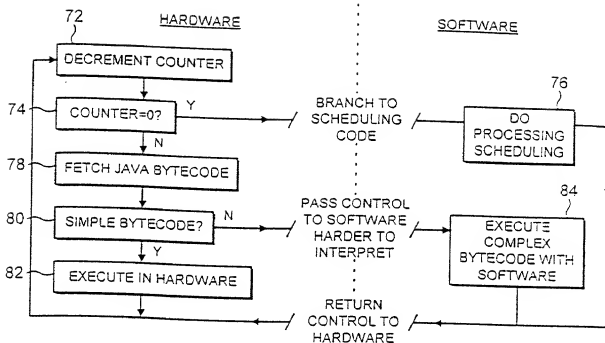 HARDWARE
SOFTWARE
72
DECREMENT COUNTER
74
COUNTER=0?
Y
BRANCH TO
SCHEDULING
CODE
76
DO
PROCESSING
SCHEDULING
N
78
FETCH JAVA BYTECODE
80
SIMPLE BYTECODE?
N
PASS CONTROL
TO SOFTWARE
HARDER TO
INTERPRET
84
EXECUTE
COMPLEX
BYTECODE WITH
SOFTWARE
Y
82
EXECUTE IN HARDWARE
RETURN
CONTROL TO
HARDWARE